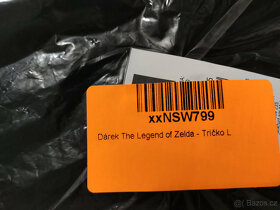 xxNSW799
Dárek The Legend of Zelda - Tričko L
Bazos.cz